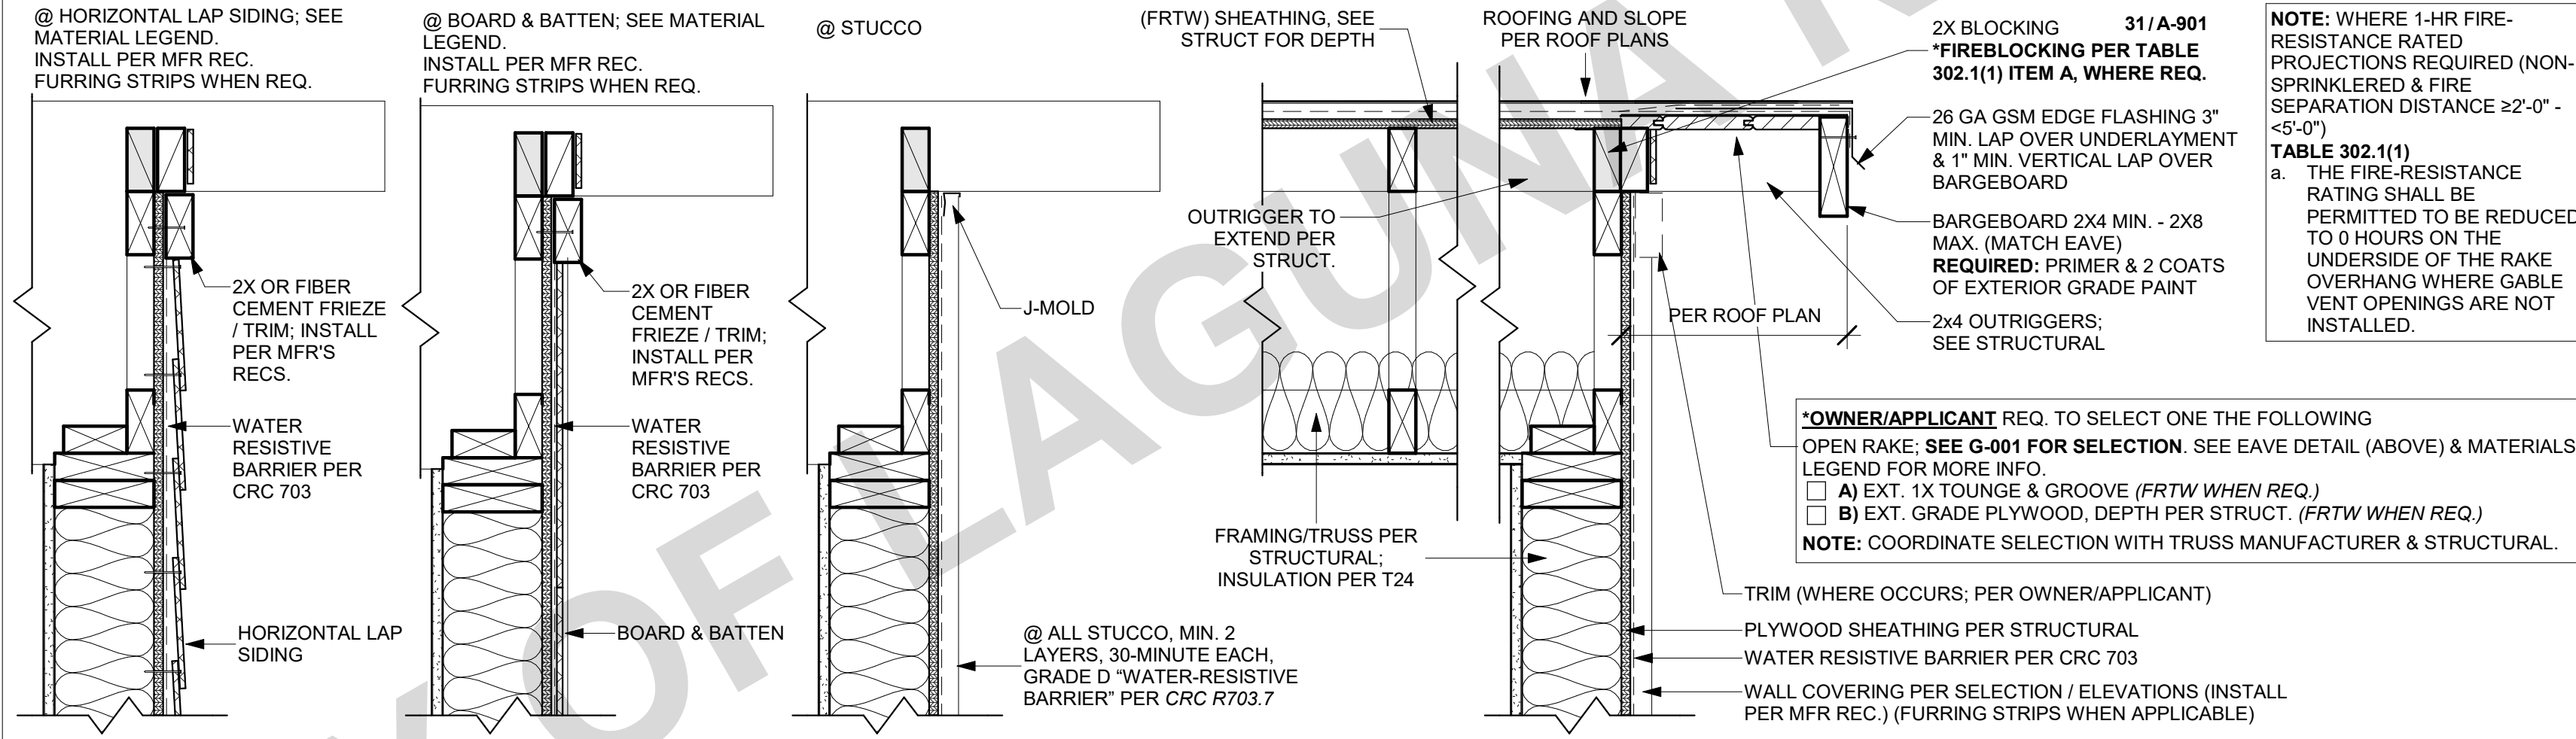 @ HORIZONTAL LAP SIDING; SEE
MATERIAL LEGEND.
INSTALL PER MFR REC.
FURRING STRIPS WHEN REQ.
2X OR FIBER
CEMENT FRIEZE
/ TRIM; INSTALL
PER MFR'S
RECS.
WATER
RESISTIVE
BARRIER PER
CRC 703
HORIZONTAL LAP
SIDING
@ BOARD & BATTEN; SEE MATERIAL
LEGEND.
INSTALL PER MFR REC.
FURRING STRIPS WHEN REQ.
2X OR FIBER
CEMENT
FRIEZE / TRIM;
INSTALL PER
MFR'S RECS.
WATER
RESISTIVE
BARRIER PER
CRC 703
BOARD & BATTEN
@ STUCCO
J-MOLD
@ ALL STUCCO, MIN. 2
LAYERS, 30-MINUTE EACH,
GRADE D “WATER-RESISTIVE
BARRIER” PER CRC R703.7
(FRTW) SHEATHING, SEE
STRUCT FOR DEPTH
ROOFING AND SLOPE
PER ROOF PLANS
OUTRIGGER TO
EXTEND PER
STRUCT.
FRAMING/TRUSS PER
STRUCTURAL;
INSULATION PER T24
PER ROOF PLAN
2X BLOCKING 31/A-901
*FIREBLOCKING PER TABLE
302.1(1) ITEM A, WHERE REQ.
26 GA GSM EDGE FLASHING 3"
MIN. LAP OVER UNDERLAYMENT
& 1" MIN. VERTICAL LAP OVER
BARGEBOARD
BARGEBOARD 2X4 MIN. - 2X8
MAX. (MATCH EAVE)
REQUIRED: PRIMER & 2 COATS
OF EXTERIOR GRADE PAINT
2x4 OUTRIGGERS;
SEE STRUCTURAL
NOTE: WHERE 1-HR FIRE-
RESISTANCE RATED
PROJECTIONS REQUIRED (NON-
SPRINKLERED & FIRE
SEPARATION DISTANCE ≥2'-0" -
<5'-0")
TABLE 302.1(1)
a. THE FIRE-RESISTANCE
RATING SHALL BE
PERMITTED TO BE REDUCED
TO 0 HOURS ON THE
UNDERSIDE OF THE RAKE
OVERHANG WHERE GABLE
VENT OPENINGS ARE NOT
INSTALLED.
*OWNER/APPLICANT REQ. TO SELECT ONE THE FOLLOWING
OPEN RAKE; SEE G-001 FOR SELECTION. SEE EAVE DETAIL (ABOVE) & MATERIALS
LEGEND FOR MORE INFO.
A) EXT. 1X TOUNGE & GROOVE (FRTW WHEN REQ.)
B) EXT. GRADE PLYWOOD, DEPTH PER STRUCT. (FRTW WHEN REQ.)
NOTE: COORDINATE SELECTION WITH TRUSS MANUFACTURER & STRUCTURAL.
TRIM (WHERE OCCURS; PER OWNER/APPLICANT)
PLYWOOD SHEATHING PER STRUCTURAL
WATER RESISTIVE BARRIER PER CRC 703
WALL COVERING PER SELECTION / ELEVATIONS (INSTALL
PER MFR REC.) (FURRING STRIPS WHEN APPLICABLE)
OF LAGUNA